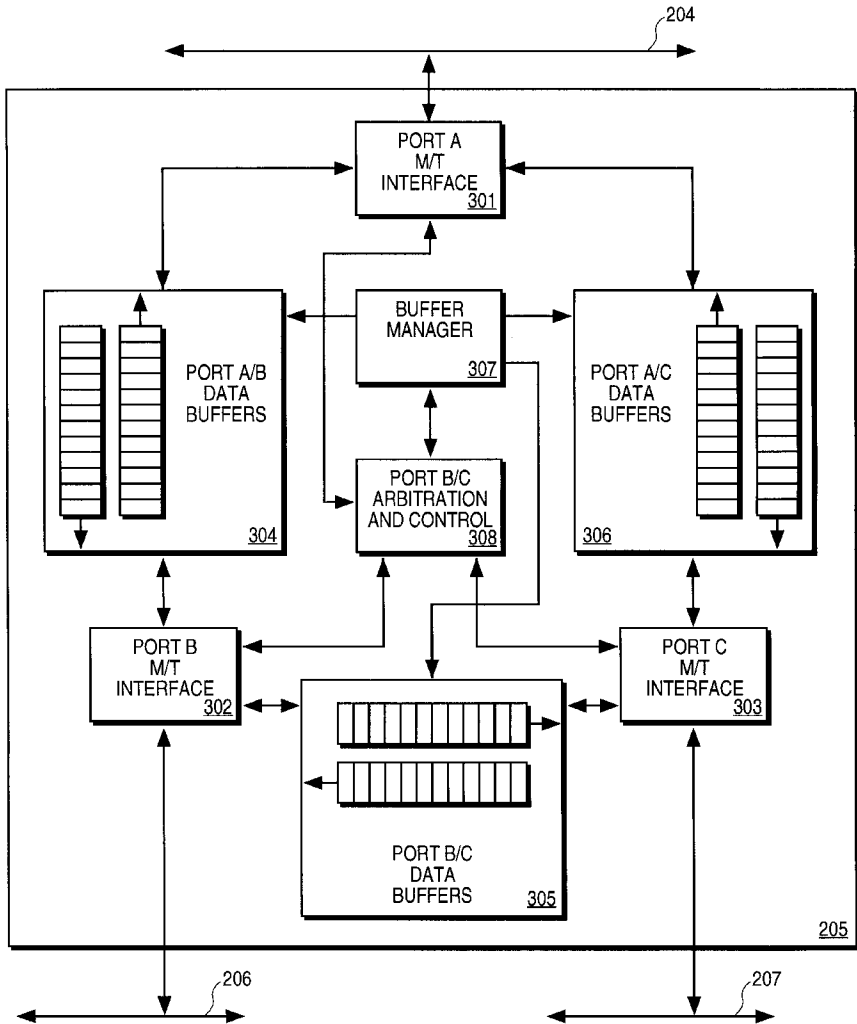 204
PORT A
M/T
INTERFACE
301
PORT A/B
DATA
BUFFERS
304
BUFFER
MANAGER
307
PORT A/C
DATA
BUFFERS
306
PORT B/C
ARBITRATION
AND CONTROL
308
PORT B
M/T
INTERFACE
302
PORT C
M/T
INTERFACE
303
PORT B/C
DATA
BUFFERS
305
205
206
207